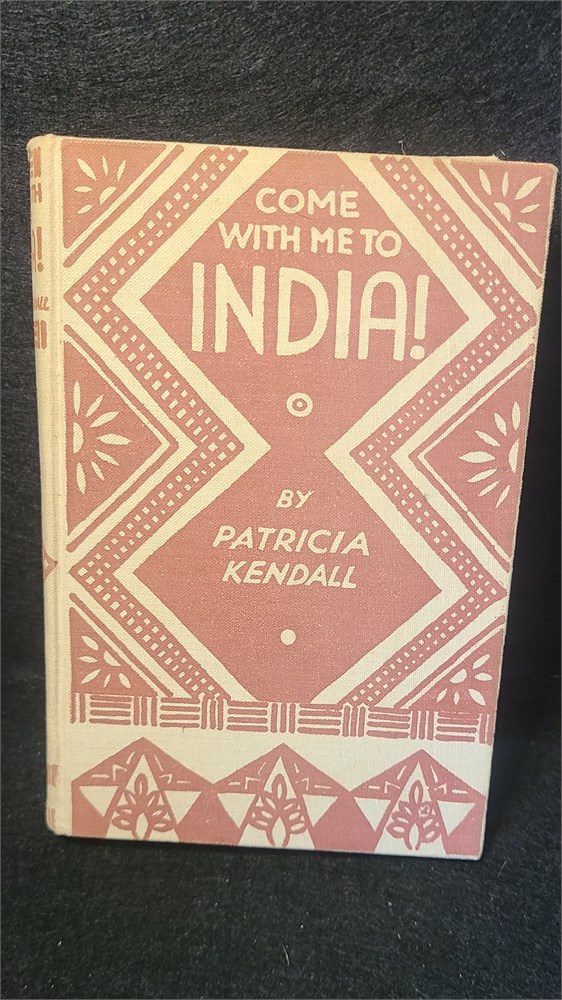 COME
WITH ME TO
INDIA!
BY
PATRICIA
KENDALL